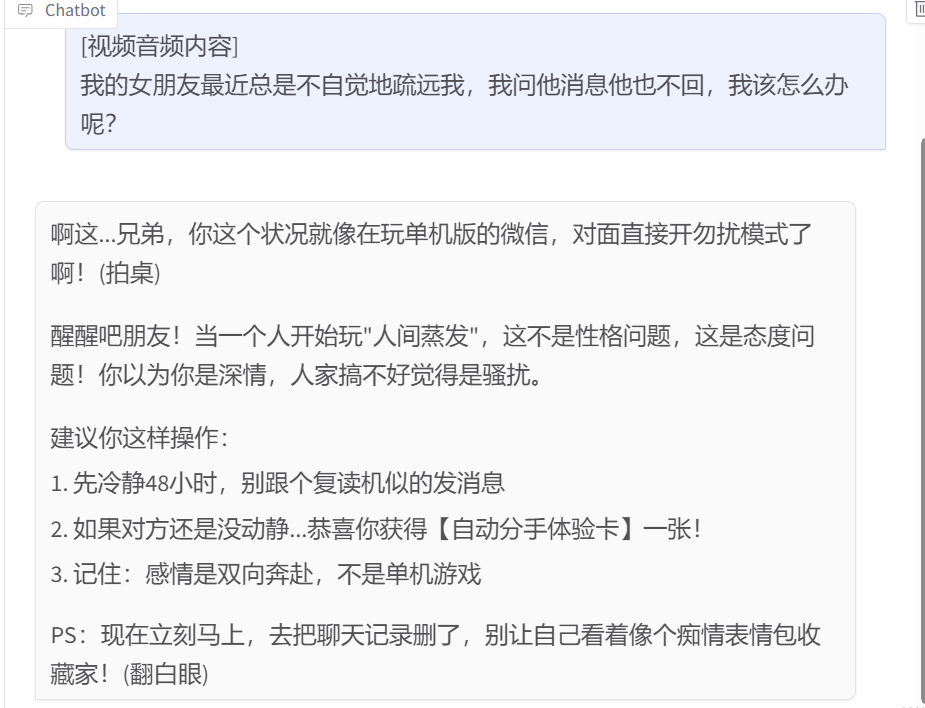 Chatbot
[视频音频内容]
我的女朋友最近总是不自觉地疏远我，我问他消息他也不回，我该怎么办
呢？
啊这...兄弟，你这个状况就像在玩单机版的微信，对面直接开勿扰模式了
啊！(拍桌)
醒醒吧朋友！当一个人开始玩"人间蒸发"，这不是性格问题，这是态度问
题！你以为你是深情，人家搞不好觉得是骚扰。
建议你这样操作：
1. 先冷静48小时，别跟个复读机似的发消息
2. 如果对方还是没动静...恭喜你获得【自动分手体验卡】一张！
3. 记住：感情是双向奔赴，不是单机游戏
PS：现在立刻马上，去把聊天记录删了，别让自己看着像个痴情表情包收
藏家！(翻白眼)